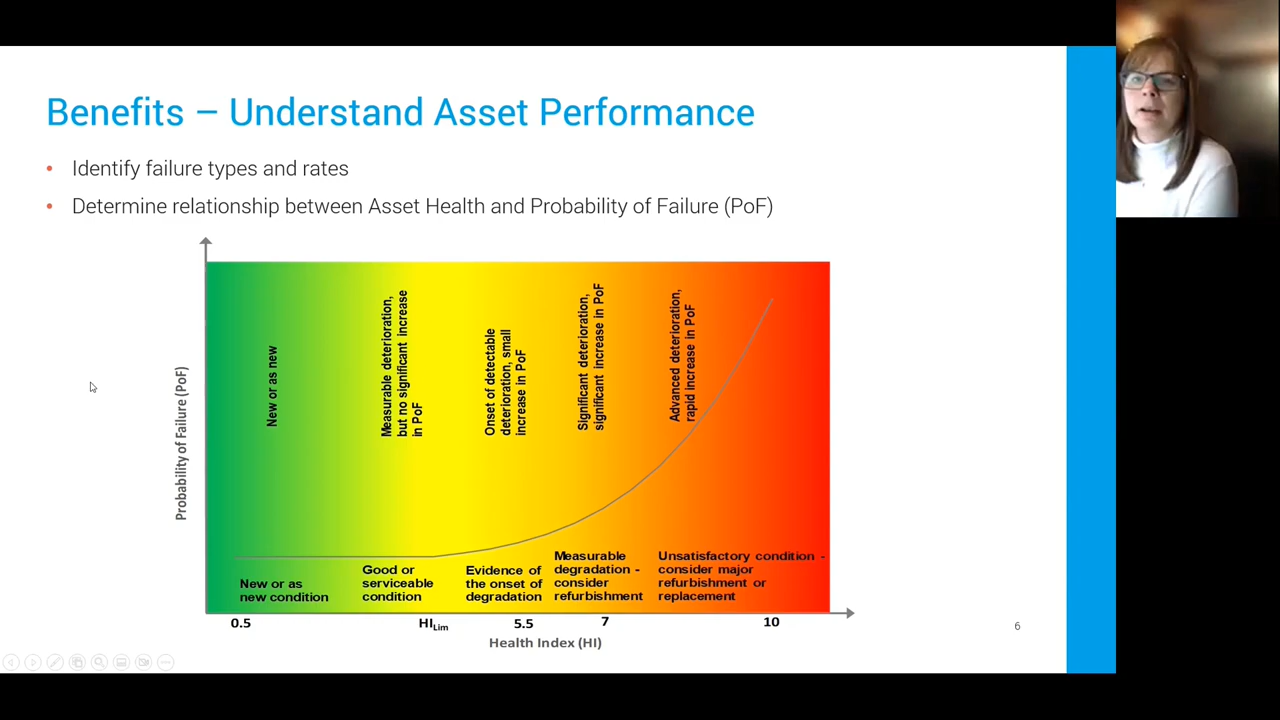 Benefits – Understand Asset Performance
• Identify failure types and rates
• Determine relationship between Asset Health and Probability of Failure (PoF)
Probability of Failure (PoF)
New or as new
Measurable deterioration,
but no significant increase
in PoF
Onset of detectable
deterioration, small
increase in PoF
Significant deterioration,
significant increase in PoF
Advanced deterioration,
rapid increase in PoF
New or as
new condition
Good or
serviceable
condition
Evidence of
the onset of
degradation
Measurable
degradation -
consider
refurbishment
Unsatisfactory condition -
consider major
refurbishment or
replacement
0.5
HILim
5.5
7
10
Health Index (HI)
6